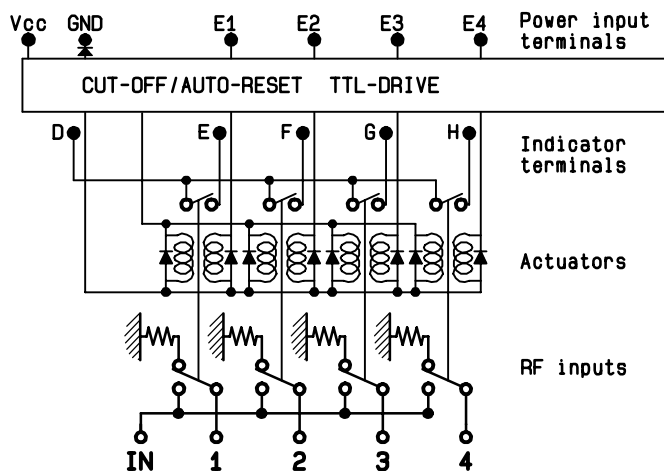 Vcc GND E1 E2 E3 E4 Power input
terminals
CUT-OFF/AUTO-RESET TTL-DRIVE
D E F G H Indicator
terminals
Actuators
RF inputs
IN 1 2 3 4